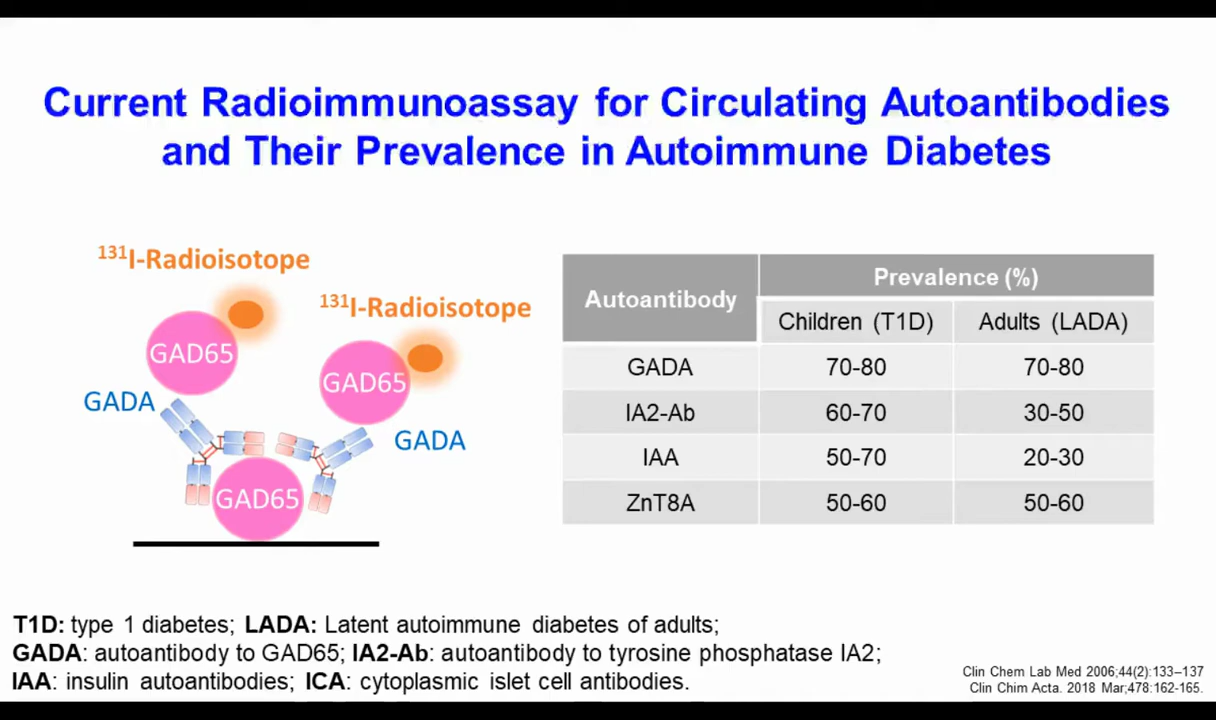 Current Radioimmunoassay for Circulating Autoantibodies
and Their Prevalence in Autoimmune Diabetes
¹³¹I-Radioisotope
¹³¹I-Radioisotope
GAD65
GAD65
GADA
GADA
GAD65
Autoantibody Prevalence (%)
Children (T1D) Adults (LADA)
GADA 70-80 70-80
IA2-Ab 60-70 30-50
IAA 50-70 20-30
ZnT8A 50-60 50-60
T1D: type 1 diabetes; LADA: Latent autoimmune diabetes of adults;
GADA: autoantibody to GAD65; IA2-Ab: autoantibody to tyrosine phosphatase IA2;
IAA: insulin autoantibodies; ICA: cytoplasmic islet cell antibodies.
Clin Chem Lab Med 2006;44(2):133–137
Clin Chim Acta. 2018 Mar;478:162-165.